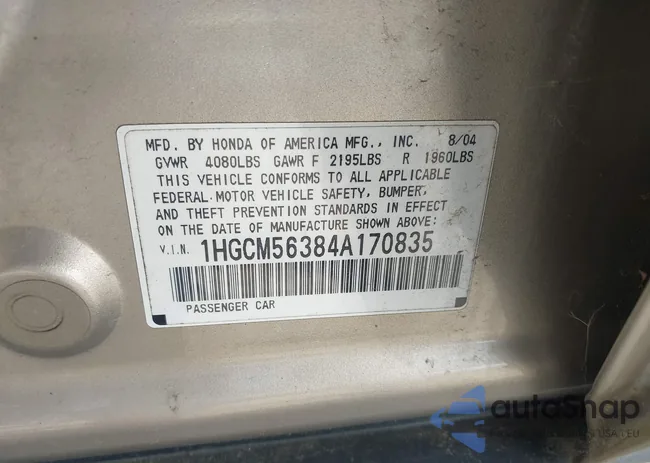 MFD. BY HONDA OF AMERICA MFG., INC. 8/04
GVWR 4080LBS GAWR F 2195LBS R 1960LBS
THIS VEHICLE CONFORMS TO ALL APPLICABLE
FEDERAL MOTOR VEHICLE SAFETY, BUMPER,
AND THEFT PREVENTION STANDARDS IN EFFECT
ON THE DATE OF MANUFACTURE SHOWN ABOVE:
V.I.N. 1HGCM56384A170835
PASSENGER CAR
autoSnap